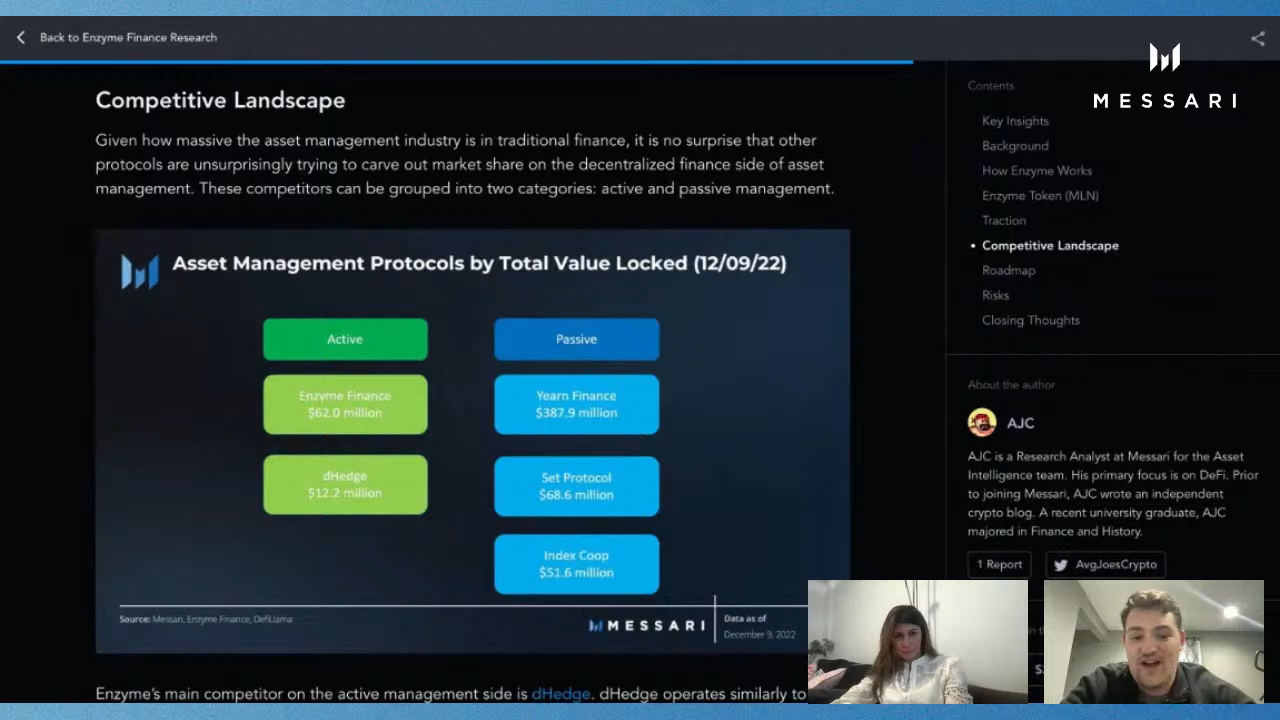 Back to Enzyme Finance Research
MESSARI
Competitive Landscape
Given how massive the asset management industry is in traditional finance, it is no surprise that other
protocols are unsurprisingly trying to carve out market share on the decentralized finance side of asset
management. These competitors can be grouped into two categories: active and passive management.
Asset Management Protocols by Total Value Locked (12/09/22)
Active
Passive
Enzyme Finance
$62.0 million
Yearn Finance
$387.9 million
dHedge
$12.2 million
Set Protocol
$68.6 million
Index Coop
$51.6 million
Source: Messari, Enzyme Finance, DefiLlama
MESSARI
Data as of
December 9, 2022
Enzyme's main competitor on the active management side is dHedge. dHedge operates similarly to
Contents
Key Insights
Background
How Enzyme Works
Enzyme Token (MLN)
Traction
• Competitive Landscape
Roadmap
Risks
Closing Thoughts
About the author
AJC
AJC is a Research Analyst at Messari for the Asset
Intelligence team. His primary focus is on DeFi. Prior
to joining Messari, AJC wrote an independent
crypto blog. A recent university graduate, AJC
majored in Finance and History.
1 Report
AvgJoesCrypto